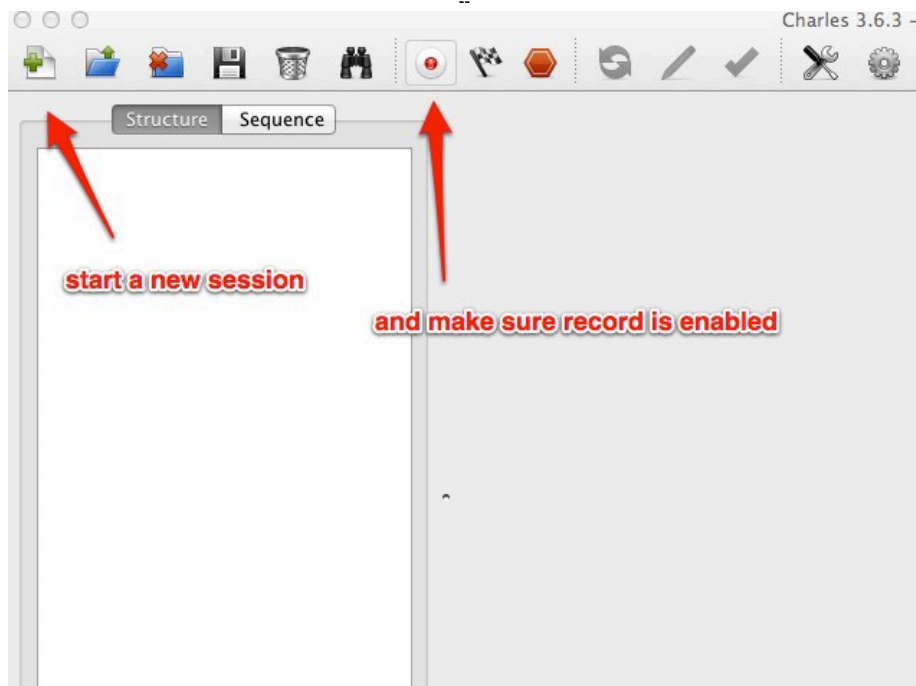 --
Charles 3.6.3 –
Structure Sequence
start a new session
and make sure record is enabled